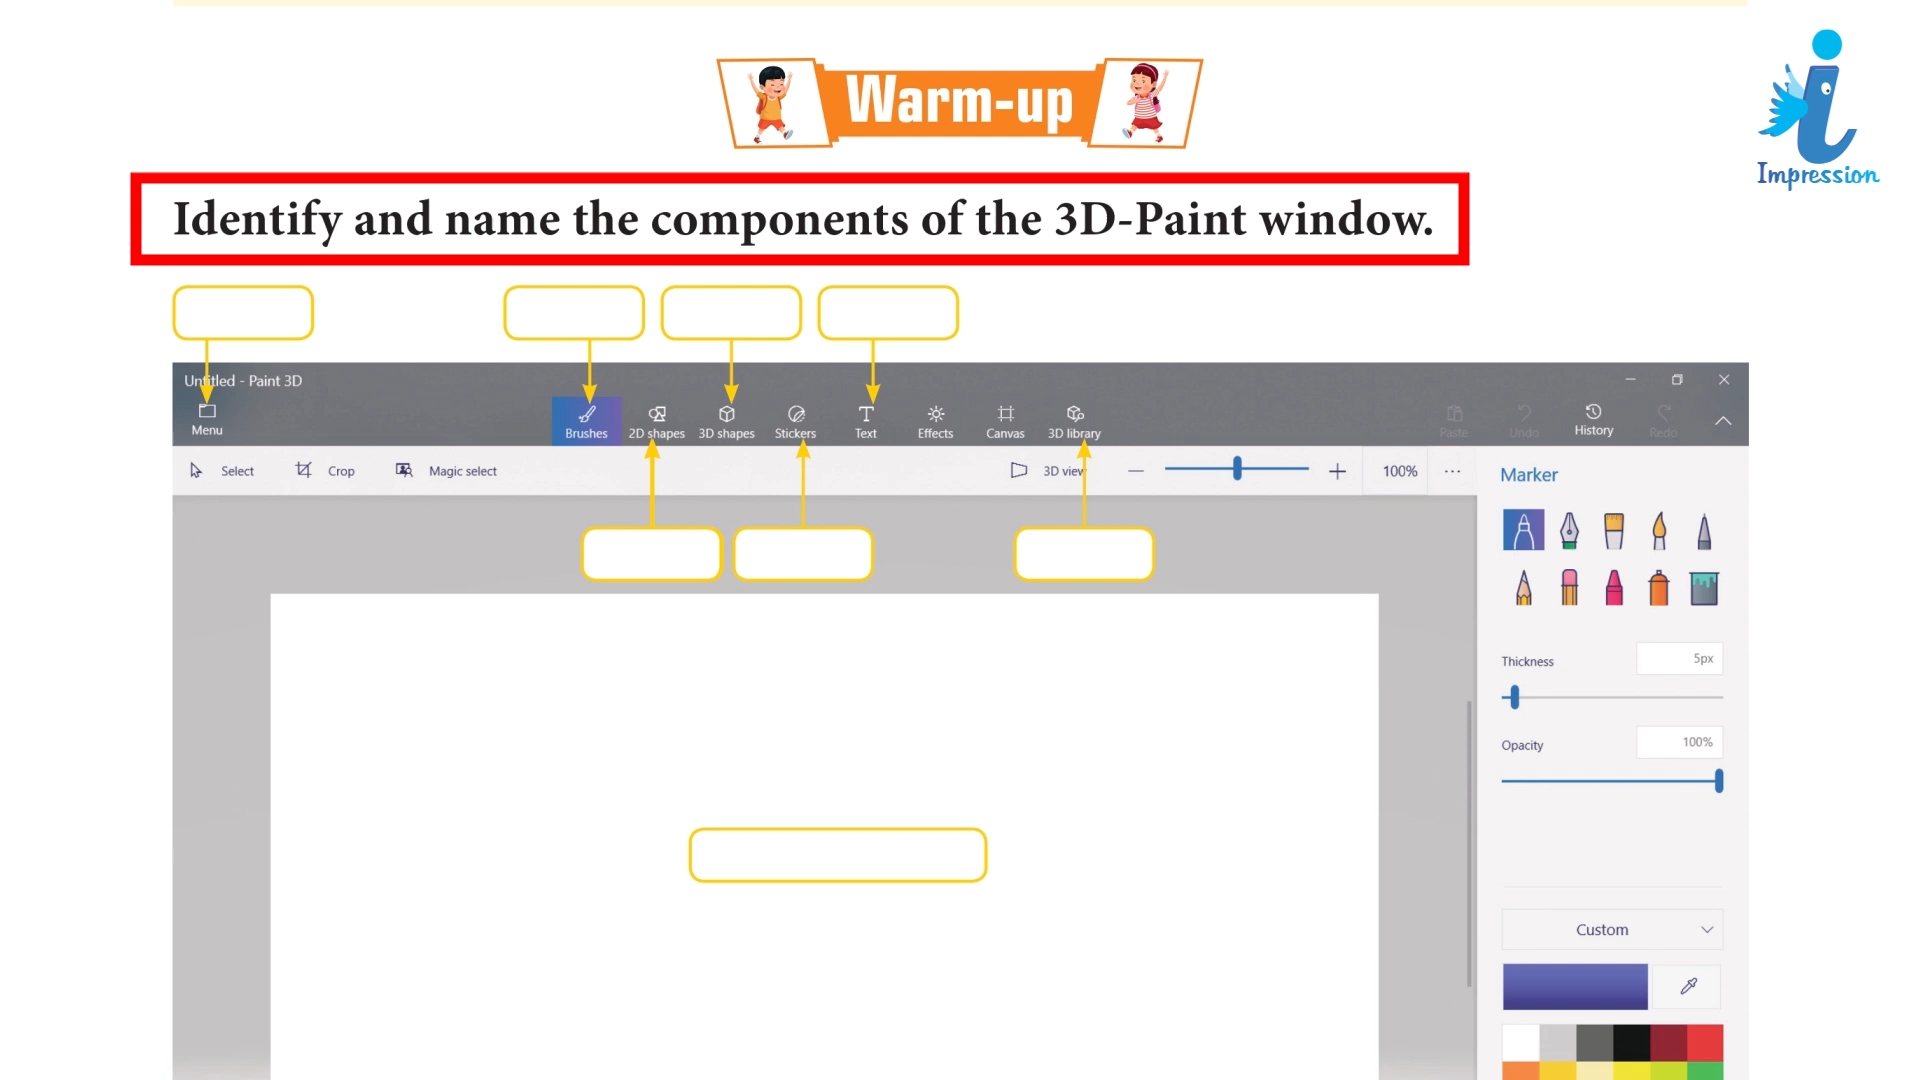 Warm-up
Impression
Identify and name the components of the 3D-Paint window.
Untitled - Paint 3D
Menu
Brushes 2D shapes 3D shapes Stickers Text Effects Canvas 3D library
Paste Undo History Redo
Select Crop Magic select 3D view 100% ...
Marker
Thickness 5px
Opacity 100%
Custom